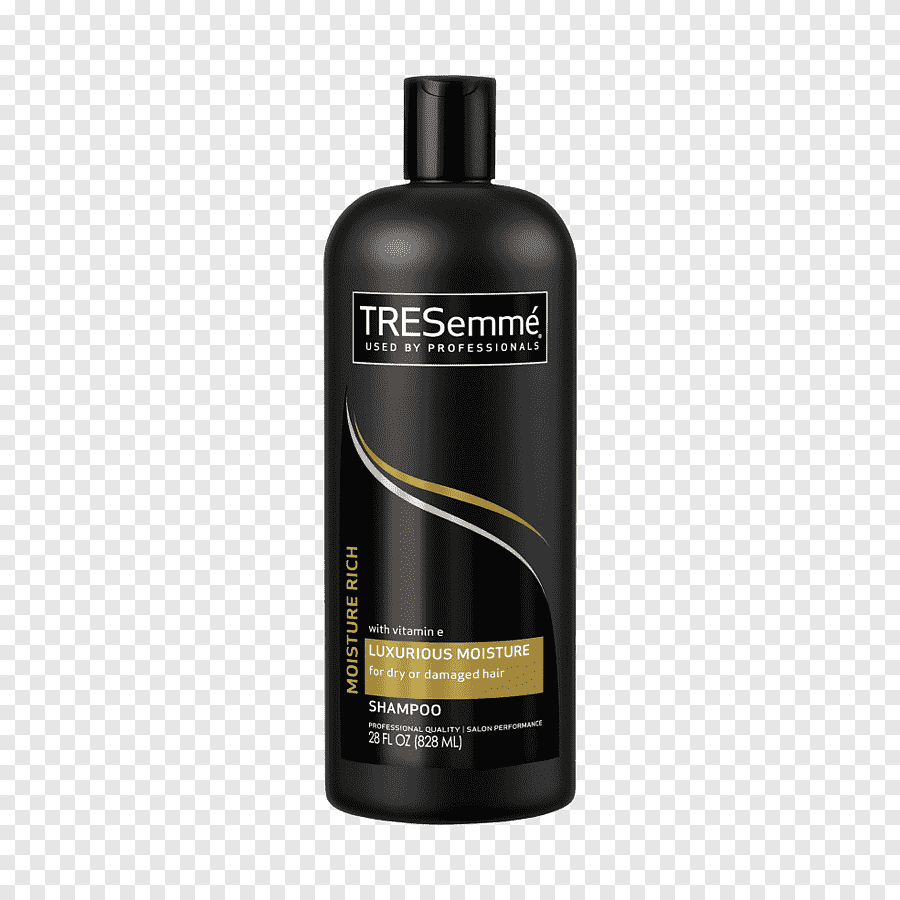 TRESemmé®
USED BY PROFESSIONALS
MOISTURE RICH
with vitamin e
LUXURIOUS MOISTURE
for dry or damaged hair
SHAMPOO
PROFESSIONAL QUALITY | SALON PERFORMANCE
28 FL OZ (828 ML)